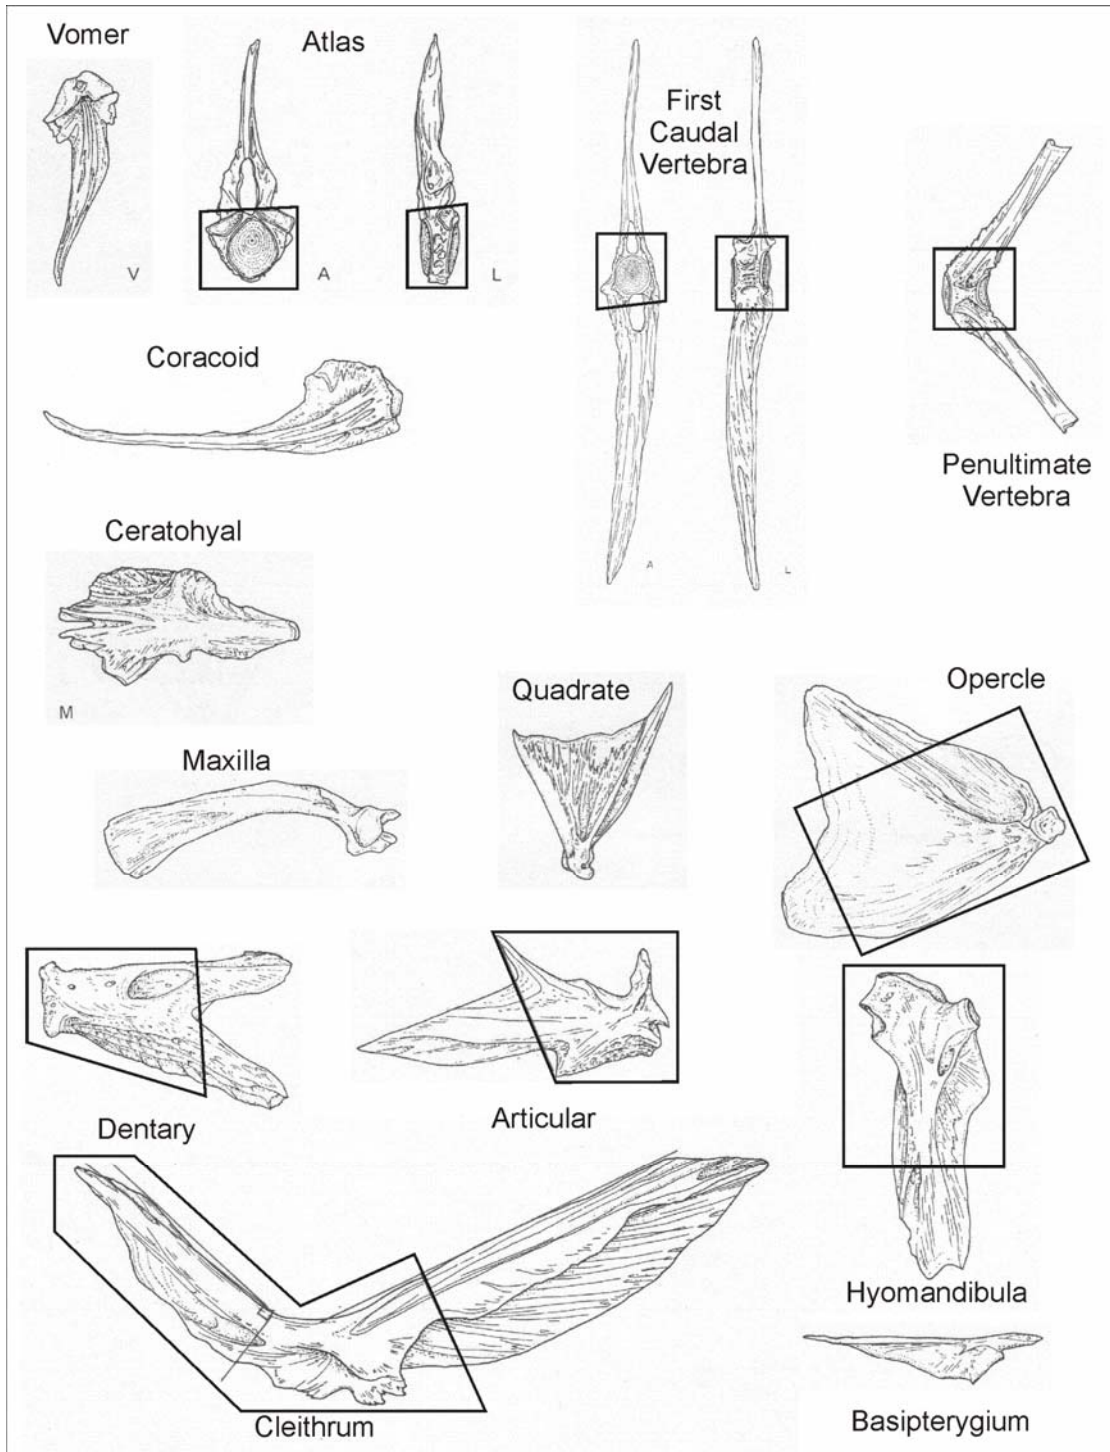 Vomer
Atlas
First
Caudal
Vertebra
V
A
L
Coracoid
Penultimate
Vertebra
Ceratohyal
A
L
M
Quadrate
Opercle
Maxilla
Dentary
Articular
Hyomandibula
Cleithrum
Basipterygium